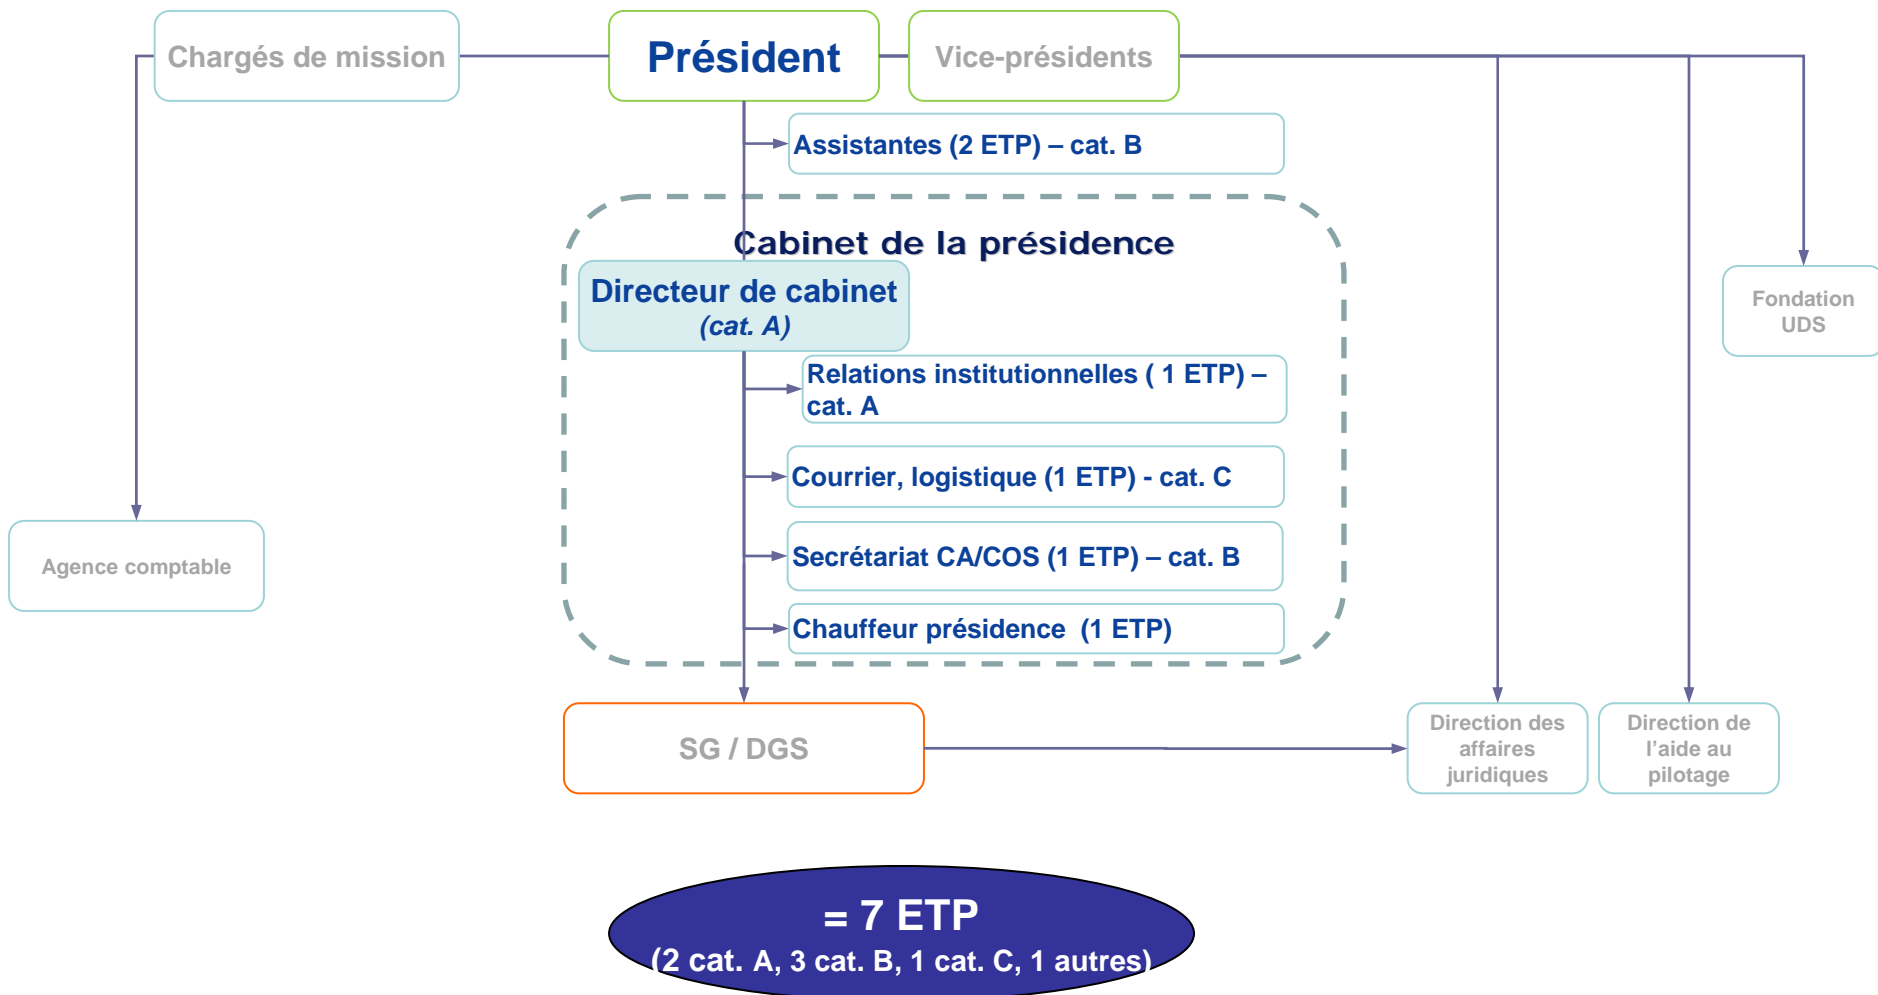 Chargés de mission
Président
Vice-présidents
Assistantes (2 ETP) – cat. B
Cabinet de la présidence
Directeur de cabinet
(cat. A)
Fondation
UDS
Relations institutionnelles ( 1 ETP) –
cat. A
Courrier, logistique (1 ETP) - cat. C
Agence comptable
Secrétariat CA/COS (1 ETP) – cat. B
Chauffeur présidence  (1 ETP)
SG / DGS
Direction des
affaires
juridiques
Direction de
l’aide au
pilotage
= 7 ETP
(2 cat. A, 3 cat. B, 1 cat. C, 1 autres)